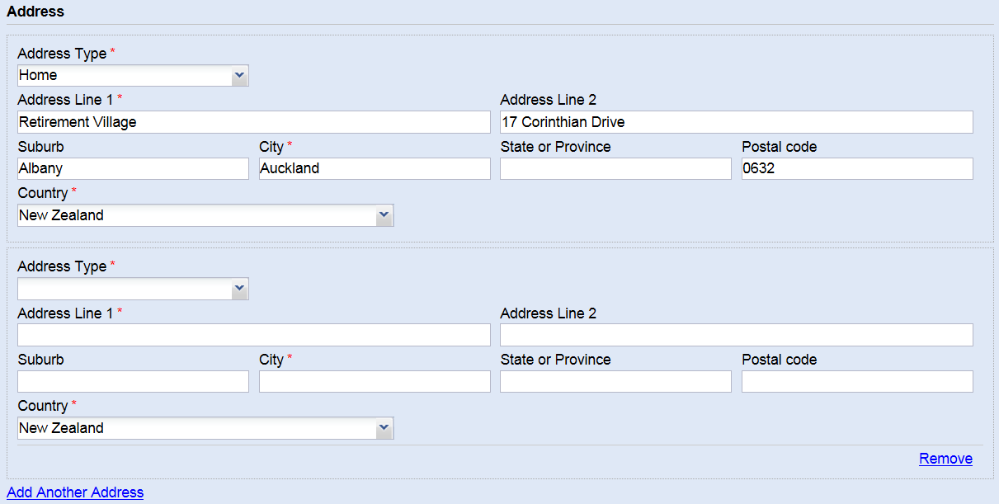 Address
Address Type *
Home
Address Line 1 * Address Line 2
Retirement Village 17 Corinthian Drive
Suburb City * State or Province Postal code
Albany Auckland 0632
Country *
New Zealand
Address Type *
Address Line 1 * Address Line 2
Suburb City * State or Province Postal code
Country *
New Zealand
Remove
Add Another Address